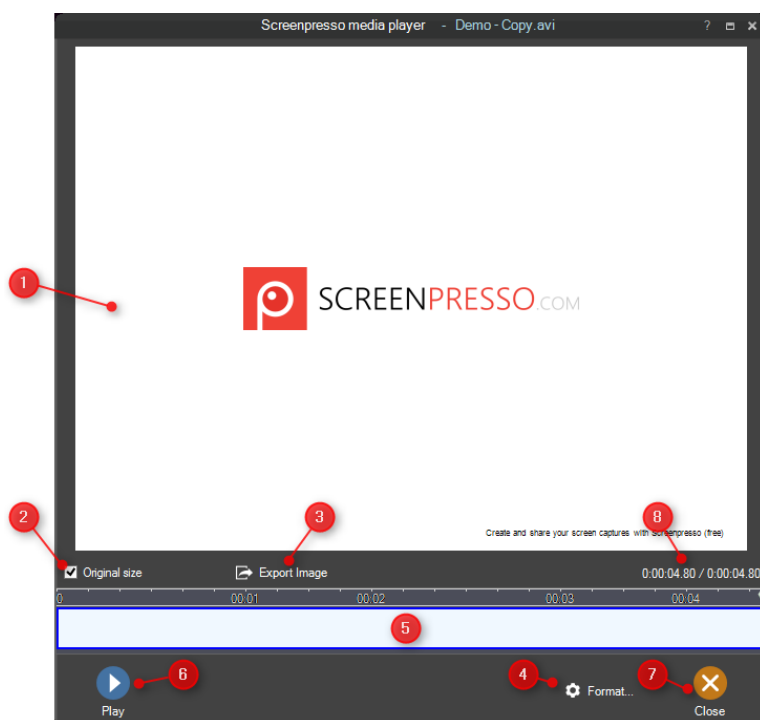 Screenpresso media player - Demo - Copy.avi ?
1
SCREENPRESSO.COM
2
3
8
Create and share your screen captures with Screenpresso (free)
Original size
Export Image
0:00:04.80 / 0:00:04.80
0 00:01 00:02 00:03 00:04
5
6
4
7
Format...
Play
Close